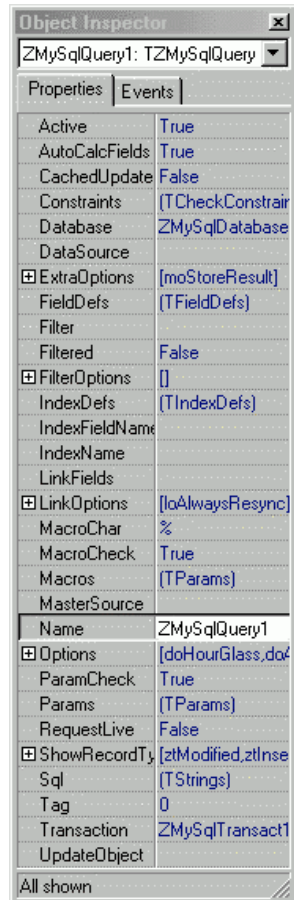 Object Inspector
ZMySqlQuery1: TZMySqlQuery
Properties Events
Active True
AutoCalcFields True
CachedUpdate False
Constraints (TCheckConstrair
Database ZMySqlDatabase
DataSource
ExtraOptions [moStoreResult]
FieldDefs (TFieldDefs)
Filter
Filtered False
FilterOptions []
IndexDefs (TIndexDefs)
IndexFieldName
IndexName
LinkFields
LinkOptions [loAlwaysResync]
MacroChar %
MacroCheck True
Macros (TParams)
MasterSource
Name ZMySqlQuery1
Options [doHourGlass,doA
ParamCheck True
Params (TParams)
RequestLive False
ShowRecordTy [ztModified,ztInse
Sql (TStrings)
Tag 0
Transaction ZMySqlTransact1
UpdateObject
All shown